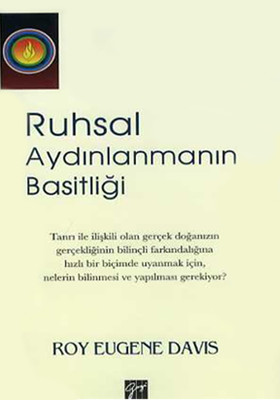 Ruhsal
Aydınlanmanın
Basitliği
Tanrı ile ilişkili olan gerçek doğanızın
gerçekliğinin bilinçli farkındalığına
hızlı bir biçimde uyanmak için,
nelerin bilinmesi ve yapılması gerekiyor?
ROY EUGENE DAVIS